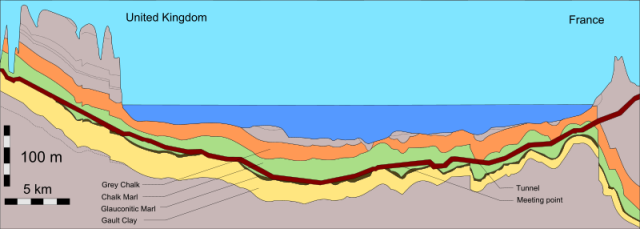 United Kingdom
France
100 m
5 km
Grey Chalk
Chalk Marl
Glauconitic Marl
Gault Clay
Tunnel
Meeting point